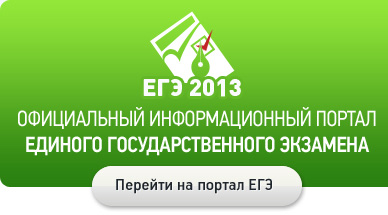 ЕГЭ 2013
ОФИЦИАЛЬНЫЙ ИНФОРМАЦИОННЫЙ ПОРТАЛ
ЕДИНОГО ГОСУДАРСТВЕННОГО ЭКЗАМЕНА
Перейти на портал ЕГЭ